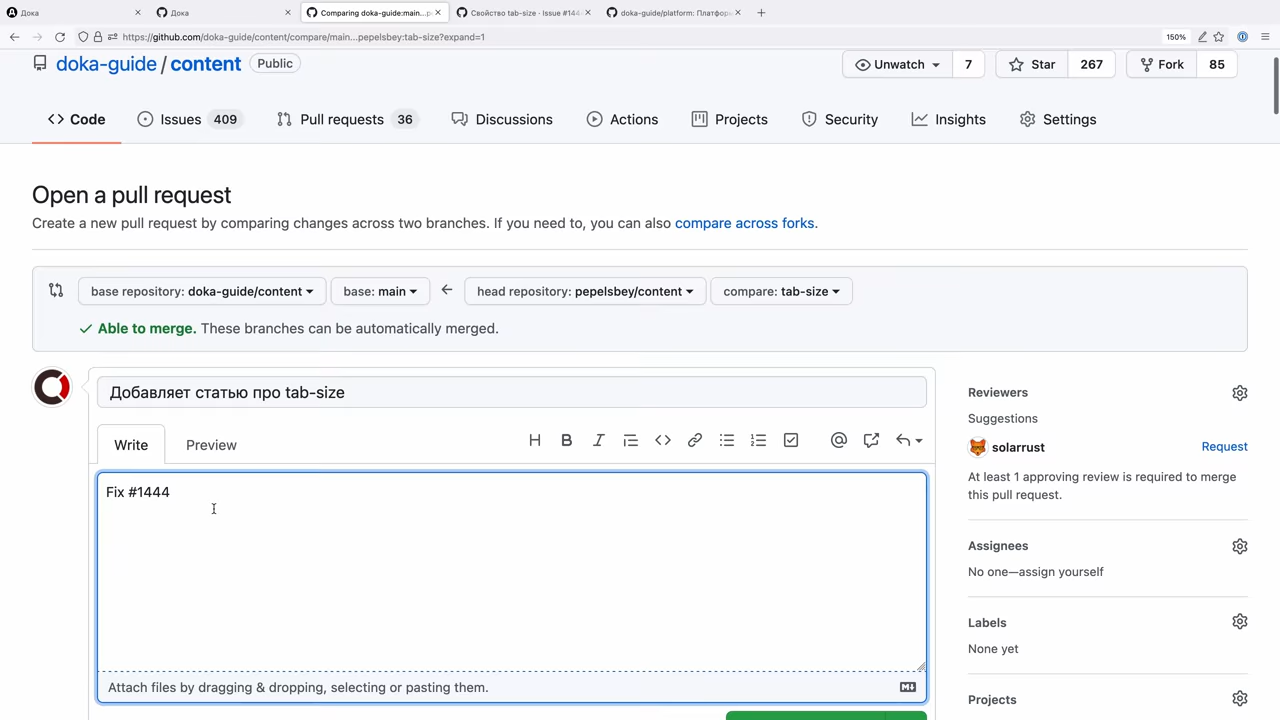 Дока
Дока
Comparing doka-guide:main...p
Свойство tab-size · Issue #144
doka-guide/platform: Платфор
https://github.com/doka-guide/content/compare/main...pepelsbey:tab-size?expand=1
150%
doka-guide / content Public
Unwatch 7
Star 267
Fork 85
Code
Issues 409
Pull requests 36
Discussions
Actions
Projects
Security
Insights
Settings
Open a pull request
Create a new pull request by comparing changes across two branches. If you need to, you can also compare across forks.
base repository: doka-guide/content
base: main
head repository: pepelsbey/content
compare: tab-size
Able to merge. These branches can be automatically merged.
Добавляет статью про tab-size
Write
Preview
Fix #1444
Attach files by dragging & dropping, selecting or pasting them.
Reviewers
Suggestions
solarrust
Request
At least 1 approving review is required to merge
this pull request.
Assignees
No one—assign yourself
Labels
None yet
Projects